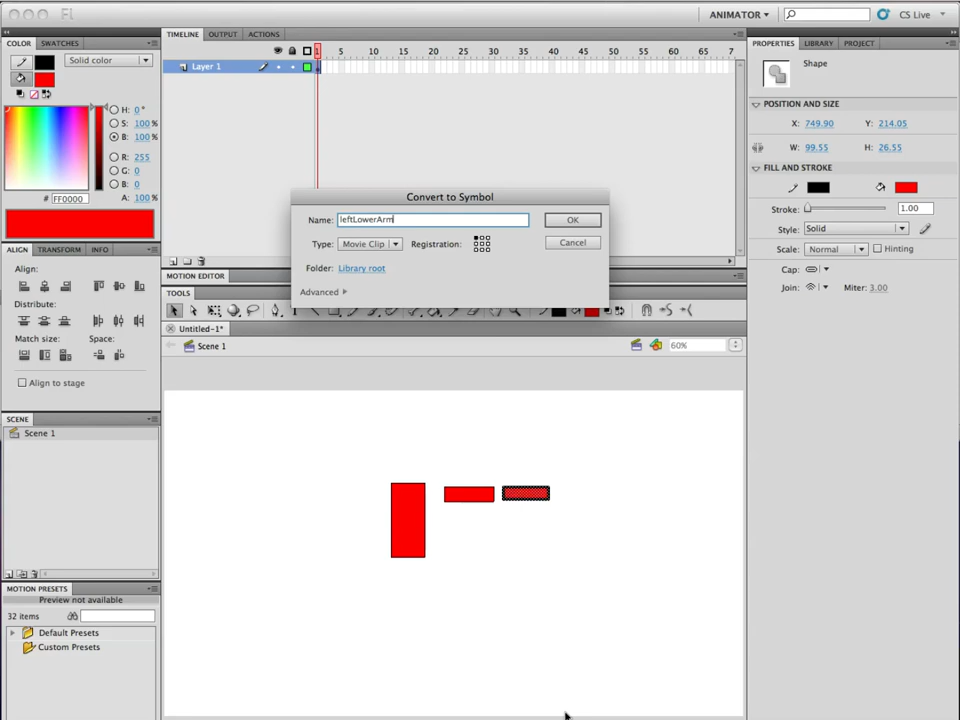 Fl
ANIMATOR
CS Live
COLOR SWATCHES
Solid color
H: 0 °
S: 100 %
B: 100 %
R: 255
G: 0
B: 0
# FF0000
A: 100 %
ALIGN TRANSFORM INFO
Align:
Distribute:
Match size: Space:
Align to stage
SCENE
Scene 1
MOTION PRESETS
Preview not available
32 items
Default Presets
Custom Presets
TIMELINE OUTPUT ACTIONS
1 5 10 15 20 25 30 35 40 45 50 55 60 65 7
Layer 1
Convert to Symbol
Name: leftLowerArm OK
Type: Movie Clip Registration: Cancel
Folder: Library root
Advanced
MOTION EDITOR
TOOLS
T
Untitled-1*
Scene 1
60%
PROPERTIES LIBRARY PROJECT
Shape
POSITION AND SIZE
X: 749.90 Y: 214.05
W: 99.55 H: 26.55
FILL AND STROKE
Stroke: 1.00
Style: Solid
Scale: Normal Hinting
Cap:
Join: Miter: 3.00